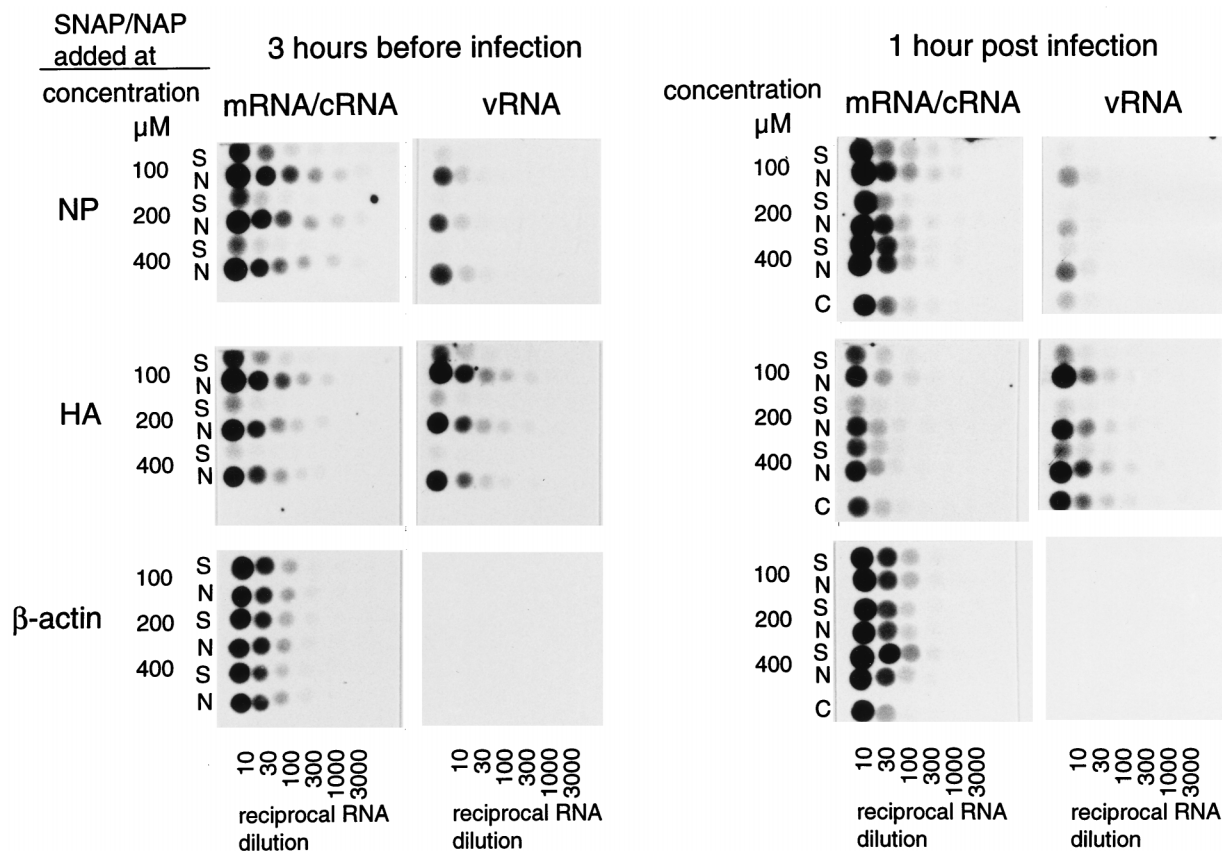 SNAP/NAP
added at
3 hours before infection
1 hour post infection
concentration
µM
mRNA/cRNA
vRNA
concentration
µM
mRNA/cRNA
vRNA
NP
100
200
400
S
N
S
N
S
N
100
200
400
S
N
S
N
S
N
C
HA
100
200
400
S
N
S
N
S
N
100
200
400
S
N
S
N
S
N
C
β-actin
100
200
400
S
N
S
N
S
N
100
200
400
S
N
S
N
S
N
C
10
30
100
300
1000
3000
reciprocal RNA
dilution
10
30
100
300
1000
3000
reciprocal RNA
dilution
10
30
100
300
1000
3000
reciprocal RNA
dilution
10
30
100
300
1000
3000
reciprocal RNA
dilution